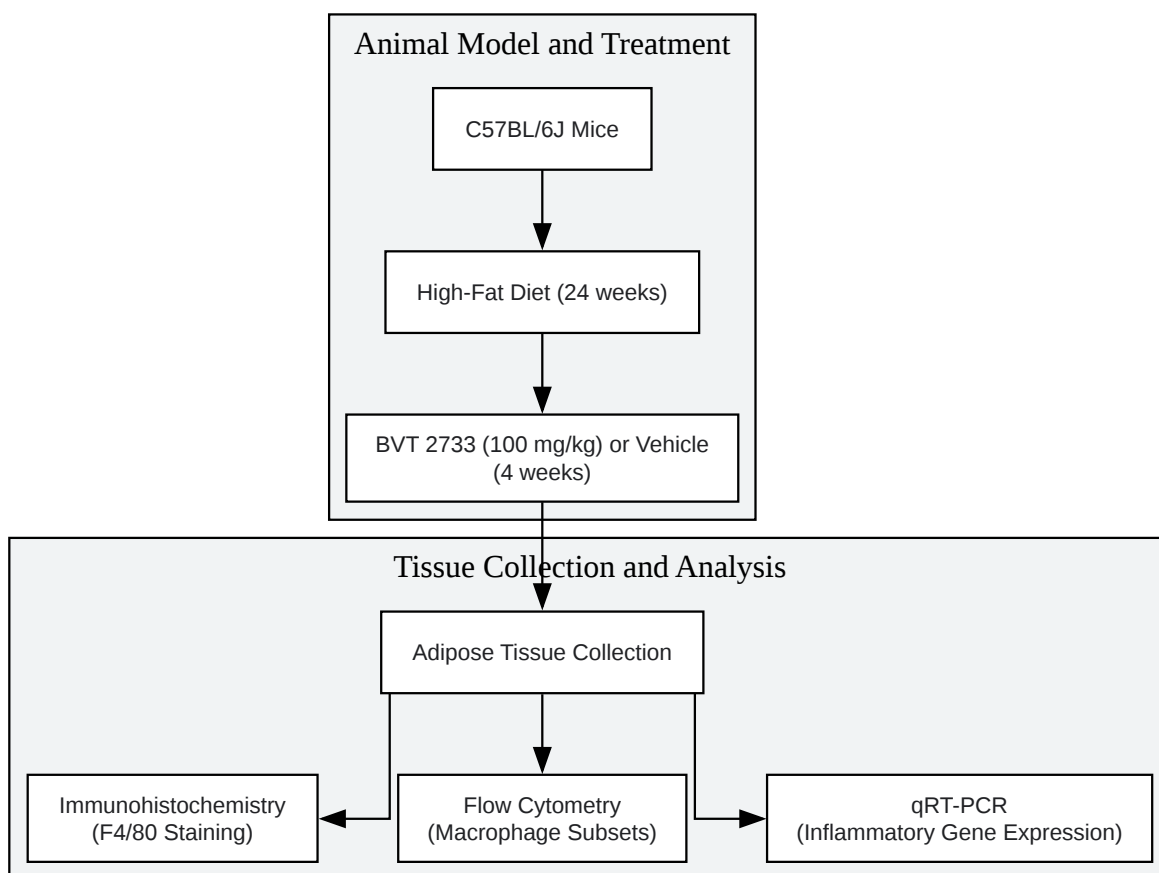 Animal Model and Treatment
C57BL/6J Mice
High-Fat Diet (24 weeks)
BVT 2733 (100 mg/kg) or Vehicle
(4 weeks)
Tissue Collection and Analysis
Adipose Tissue Collection
Immunohistochemistry
(F4/80 Staining)
Flow Cytometry
(Macrophage Subsets)
qRT-PCR
(Inflammatory Gene Expression)